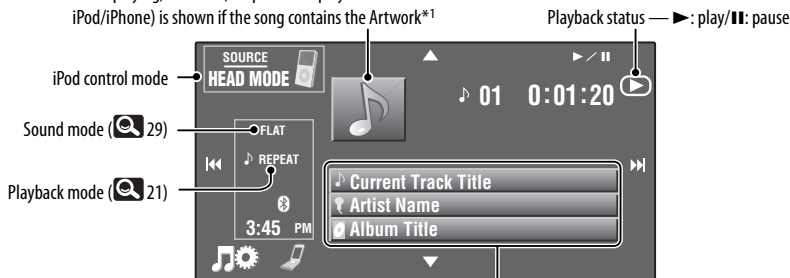 iPod/iPhone) is shown if the song contains the Artwork*1
Playback status — ►: play/❚❚: pause
iPod control mode
SOURCE
HEAD MODE
►/❚❚
♪ 01 0:01:20
Sound mode (🔍 29)
FLAT
♪ REPEAT
Playback mode (🔍 21)
Current Track Title
Artist Name
Album Title
3:45 PM